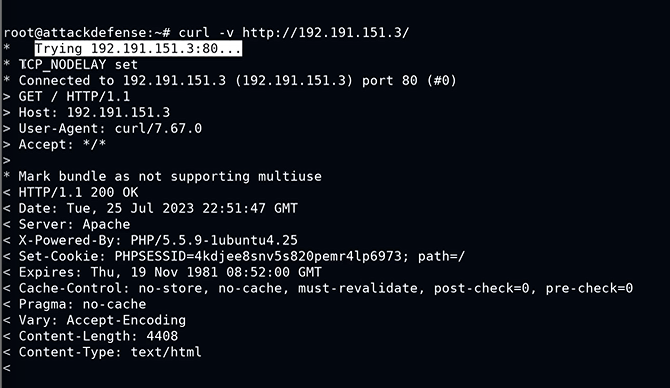 root@attackdefense:~# curl -v http://192.191.151.3/
*   Trying 192.191.151.3:80...
* TCP_NODELAY set
* Connected to 192.191.151.3 (192.191.151.3) port 80 (#0)
> GET / HTTP/1.1
> Host: 192.191.151.3
> User-Agent: curl/7.67.0
> Accept: */*
>
* Mark bundle as not supporting multiuse
< HTTP/1.1 200 OK
< Date: Tue, 25 Jul 2023 22:51:47 GMT
< Server: Apache
< X-Powered-By: PHP/5.5.9-1ubuntu4.25
< Set-Cookie: PHPSESSID=4kdjee8snv5s820pemr4lp6973; path=/
< Expires: Thu, 19 Nov 1981 08:52:00 GMT
< Cache-Control: no-store, no-cache, must-revalidate, post-check=0, pre-check=0
< Pragma: no-cache
< Vary: Accept-Encoding
< Content-Length: 4408
< Content-Type: text/html
<